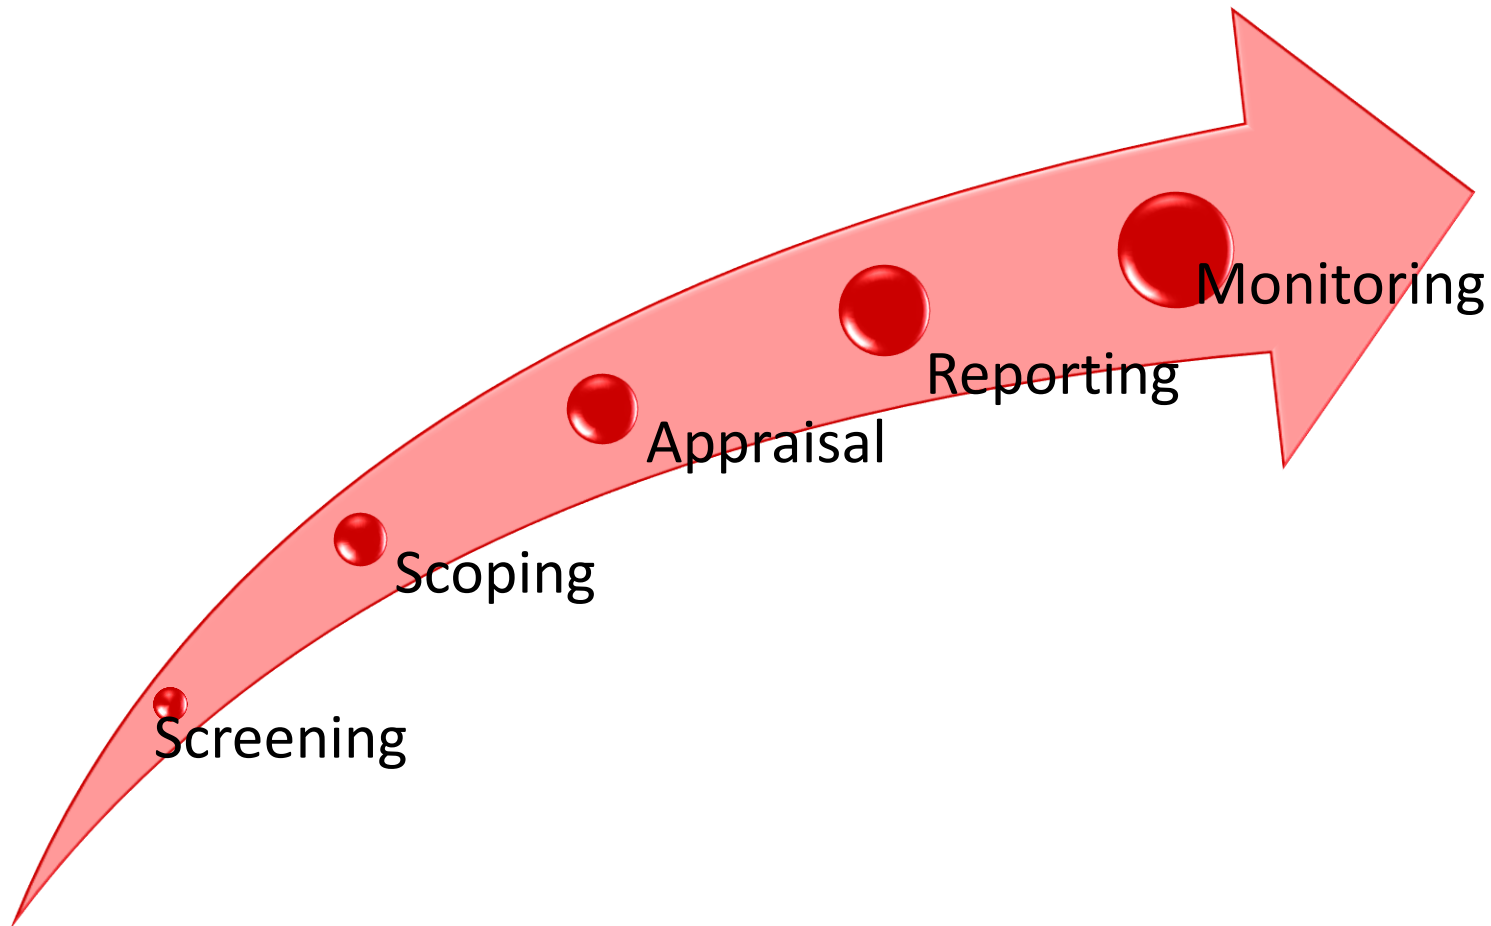 Screening
Scoping
Appraisal
Reporting
Monitoring